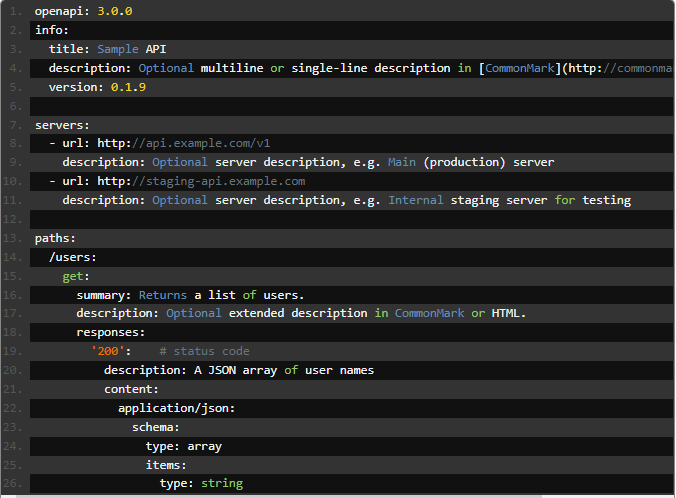 1. openapi: 3.0.0
2. info:
3.   title: Sample API
4.   description: Optional multiline or single-line description in [CommonMark](http://commonma
5.   version: 0.1.9
6.
7. servers:
8.   - url: http://api.example.com/v1
9.     description: Optional server description, e.g. Main (production) server
10.   - url: http://staging-api.example.com
11.     description: Optional server description, e.g. Internal staging server for testing
12.
13. paths:
14.   /users:
15.     get:
16.       summary: Returns a list of users.
17.       description: Optional extended description in CommonMark or HTML.
18.       responses:
19.         '200':    # status code
20.           description: A JSON array of user names
21.           content:
22.             application/json:
23.               schema:
24.                 type: array
25.                 items:
26.                   type: string